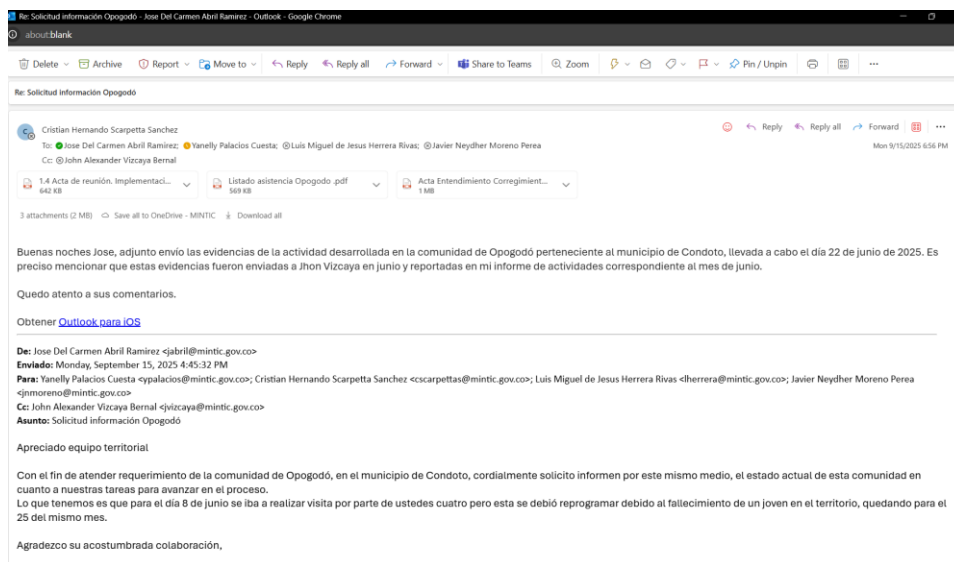 Re: Solicitud información Opogodó - Jose Del Carmen Abril Ramirez - Outlook - Google Chrome
about:blank
Delete Archive Report Move to Reply Reply all Forward Share to Teams Zoom Pin / Unpin
Re: Solicitud información Opogodó
Cristian Hernando Scarpetta Sanchez
Reply Reply all Forward
To: Jose Del Carmen Abril Ramirez; Yanelly Palacios Cuesta; Luis Miguel de Jesus Herrera Rivas; Javier Neydher Moreno Perea
Mon 9/15/2025 6:56 PM
Cc: John Alexander Vizcaya Bernal
1.4 Acta de reunión. Implementaci... Listado asistencia Opogodo .pdf Acta Entendimiento Corregimient...
642 KB 569 KB 1 MB
3 attachments (2 MB) Save all to OneDrive - MINTIC Download all
Buenas noches Jose, adjunto envío las evidencias de la actividad desarrollada en la comunidad de Opogodó perteneciente al municipio de Condoto, llevada a cabo el día 22 de junio de 2025. Es
preciso mencionar que estas evidencias fueron enviadas a Jhon Vizcaya en junio y reportadas en mi informe de actividades correspondiente al mes de junio.
Quedo atento a sus comentarios.
Obtener Outlook para iOS
De: Jose Del Carmen Abril Ramirez <jabril@mintic.gov.co>
Enviado: Monday, September 15, 2025 4:45:32 PM
Para: Yanelly Palacios Cuesta <ypalacios@mintic.gov.co>; Cristian Hernando Scarpetta Sanchez <cscarpettas@mintic.gov.co>; Luis Miguel de Jesus Herrera Rivas <lherrera@mintic.gov.co>; Javier Neydher Moreno Perea
<jnmoreno@mintic.gov.co>
Cc: John Alexander Vizcaya Bernal <jvizcaya@mintic.gov.co>
Asunto: Solicitud información Opogodó
Apreciado equipo territorial
Con el fin de atender requerimiento de la comunidad de Opogodó, en el municipio de Condoto, cordialmente solicito informen por este mismo medio, el estado actual de esta comunidad en
cuanto a nuestras tareas para avanzar en el proceso.
Lo que tenemos es que para el día 8 de junio se iba a realizar visita por parte de ustedes cuatro pero esta se debió reprogramar debido al fallecimiento de un joven en el territorio, quedando para el
25 del mismo mes.
Agradezco su acostumbrada colaboración,